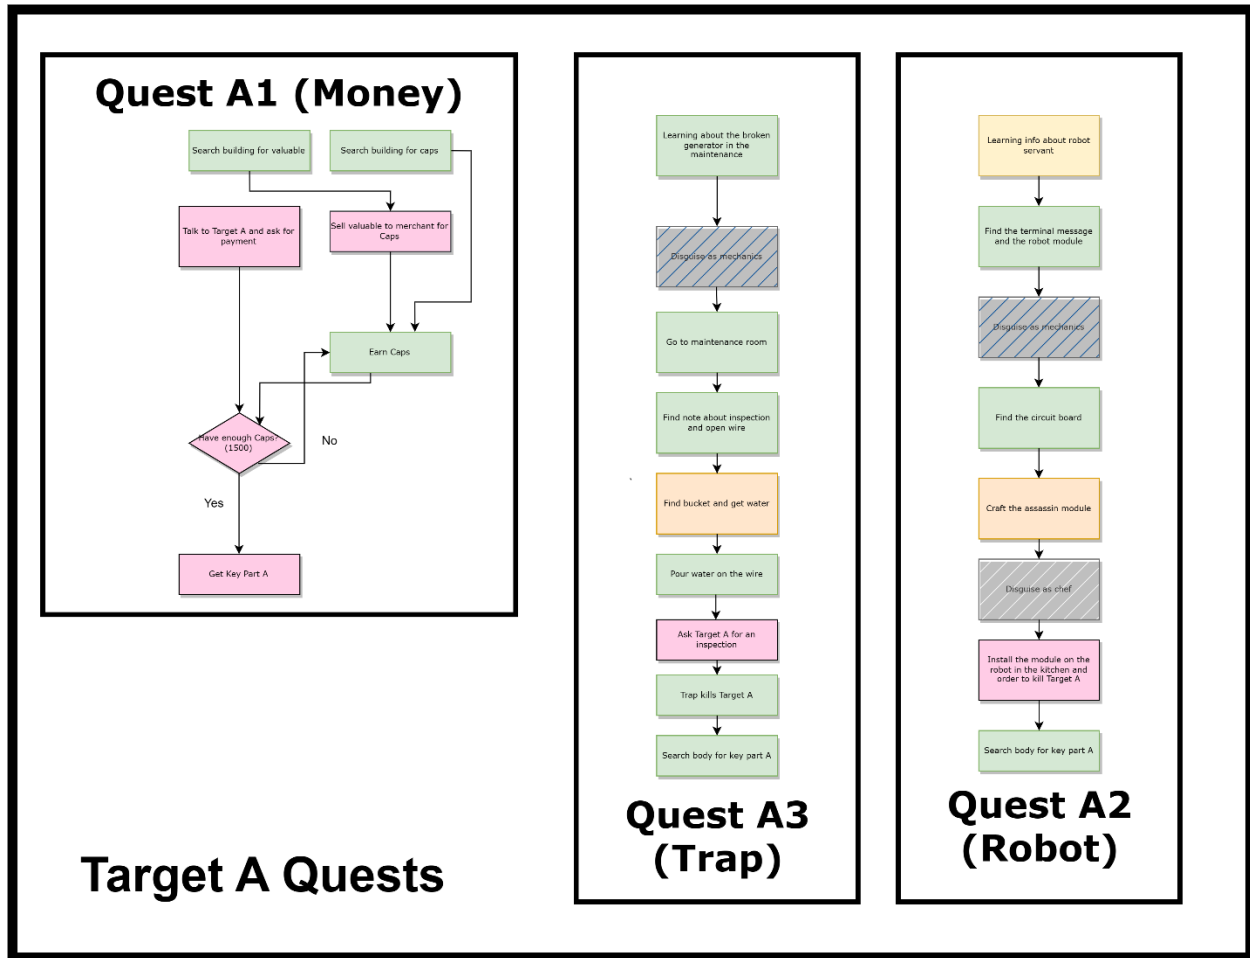 Quest A1 (Money)
Search building for valuable
Search building for caps
Talk to Target A and ask for
payment
Sell valuable to merchant for
Caps
Earn Caps
Have enough Caps?
(1500)
No
Yes
Get Key Part A
Target A Quests
Learning about the broken
generator in the
maintenance
Disguise as mechanics
Go to maintenance room
Find note about inspection
and open wire
Find bucket and get water
Pour water on the wire
Ask Target A for an
inspection
Trap kills Target A
Search body for key part A
Quest A3
(Trap)
Learning info about robot
servant
Find the terminal message
and the robot module
Disguise as mechanics
Find the circuit board
Craft the assassin module
Disguise as chef
Install the module on the
robot in the kitchen and
order to kill Target A
Search body for key part A
Quest A2
(Robot)